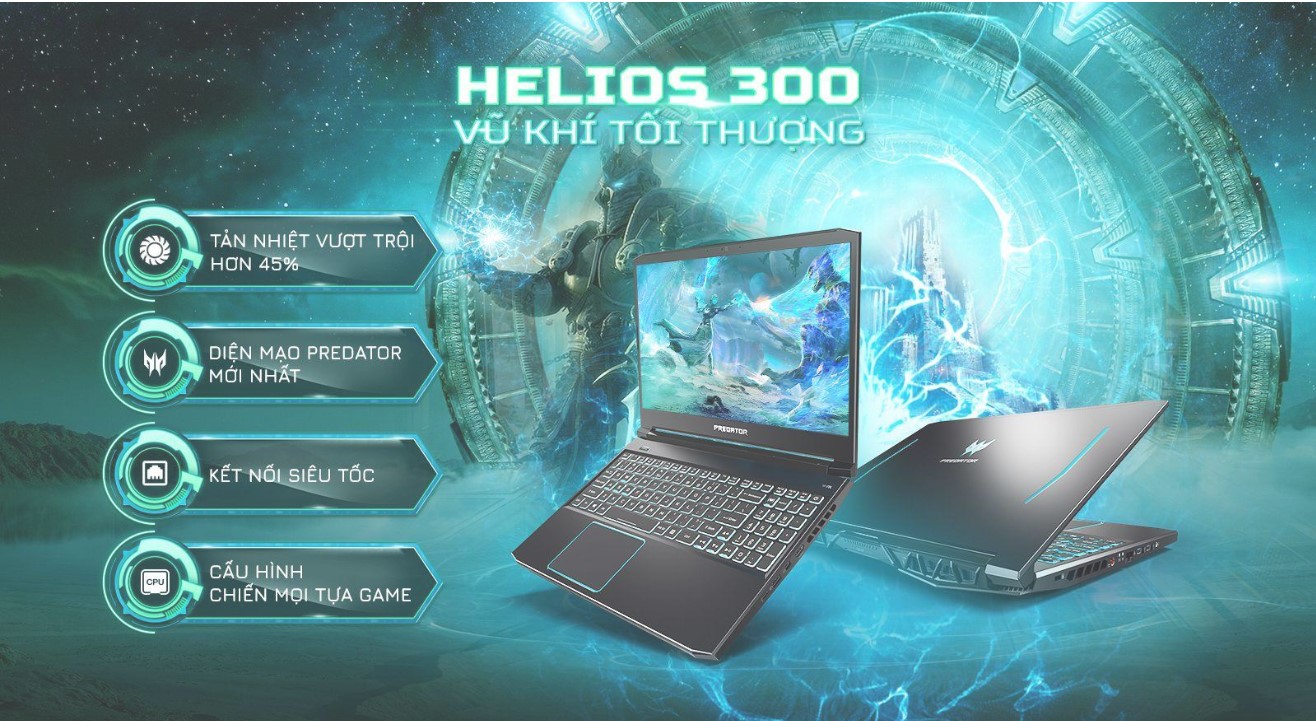 HELIOS 300
VŨ KHÍ TỐI THƯỢNG
TẢN NHIỆT VƯỢT TRỘI
HƠN 45%
DIỆN MẠO PREDATOR
MỚI NHẤT
KẾT NỐI SIÊU TỐC
CPU
CẤU HÌNH
CHIẾN MỌI TỰA GAME
PREDATOR
PREDATOR